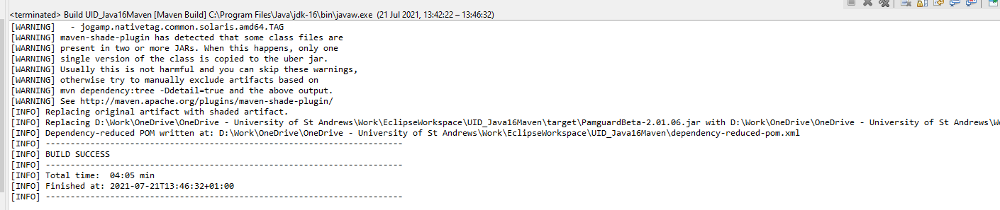 <terminated> Build UID_Java16Maven [Maven Build] C:\Program Files\Java\jdk-16\bin\javaw.exe (21 Jul 2021, 13:42:22 – 13:46:32)
[WARNING]   - jogamp.nativetag.common.solaris.amd64.TAG
[WARNING] maven-shade-plugin has detected that some class files are
[WARNING] present in two or more JARs. When this happens, only one
[WARNING] single version of the class is copied to the uber jar.
[WARNING] Usually this is not harmful and you can skip these warnings,
[WARNING] otherwise try to manually exclude artifacts based on
[WARNING] mvn dependency:tree -Ddetail=true and the above output.
[WARNING] See http://maven.apache.org/plugins/maven-shade-plugin/
[INFO] Replacing original artifact with shaded artifact.
[INFO] Replacing D:\Work\OneDrive\OneDrive - University of St Andrews\Work\EclipseWorkspace\UID_Java16Maven\target\PamguardBeta-2.01.06.jar with D:\Work\OneDrive\OneDrive - University of St Andrews\W
[INFO] Dependency-reduced POM written at: D:\Work\OneDrive\OneDrive - University of St Andrews\Work\EclipseWorkspace\UID_Java16Maven\dependency-reduced-pom.xml
[INFO] ------------------------------------------------------------------------
[INFO] BUILD SUCCESS
[INFO] ------------------------------------------------------------------------
[INFO] Total time:  04:05 min
[INFO] Finished at: 2021-07-21T13:46:32+01:00
[INFO] ------------------------------------------------------------------------